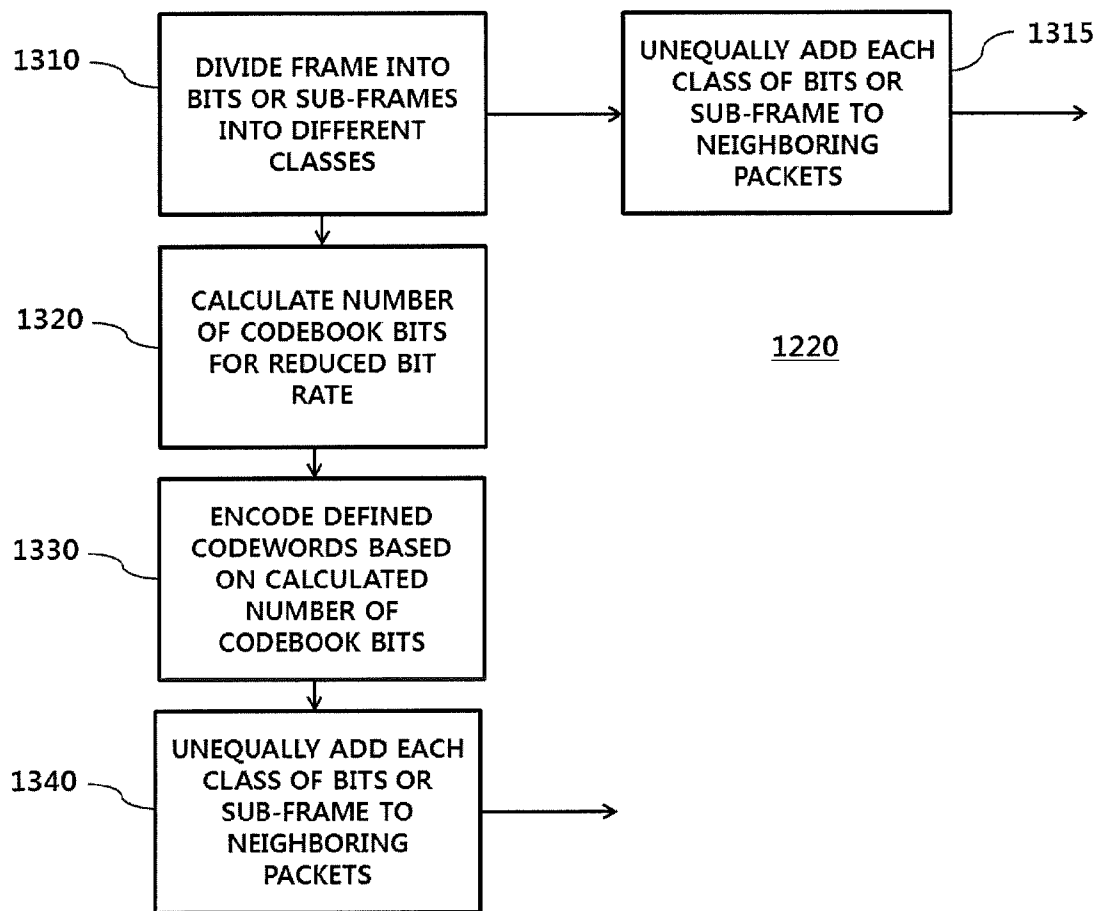 1310
DIVIDE FRAME INTO
BITS OR SUB-FRAMES
INTO DIFFERENT
CLASSES
UNEQUALLY ADD EACH
CLASS OF BITS OR
SUB-FRAME TO
NEIGHBORING
PACKETS
1315
1320
CALCULATE NUMBER
OF CODEBOOK BITS
FOR REDUCED BIT
RATE
1220
1330
ENCODE DEFINED
CODEWORDS BASED
ON CALCULATED
NUMBER OF
CODEBOOK BITS
1340
UNEQUALLY ADD EACH
CLASS OF BITS OR
SUB-FRAME TO
NEIGHBORING
PACKETS